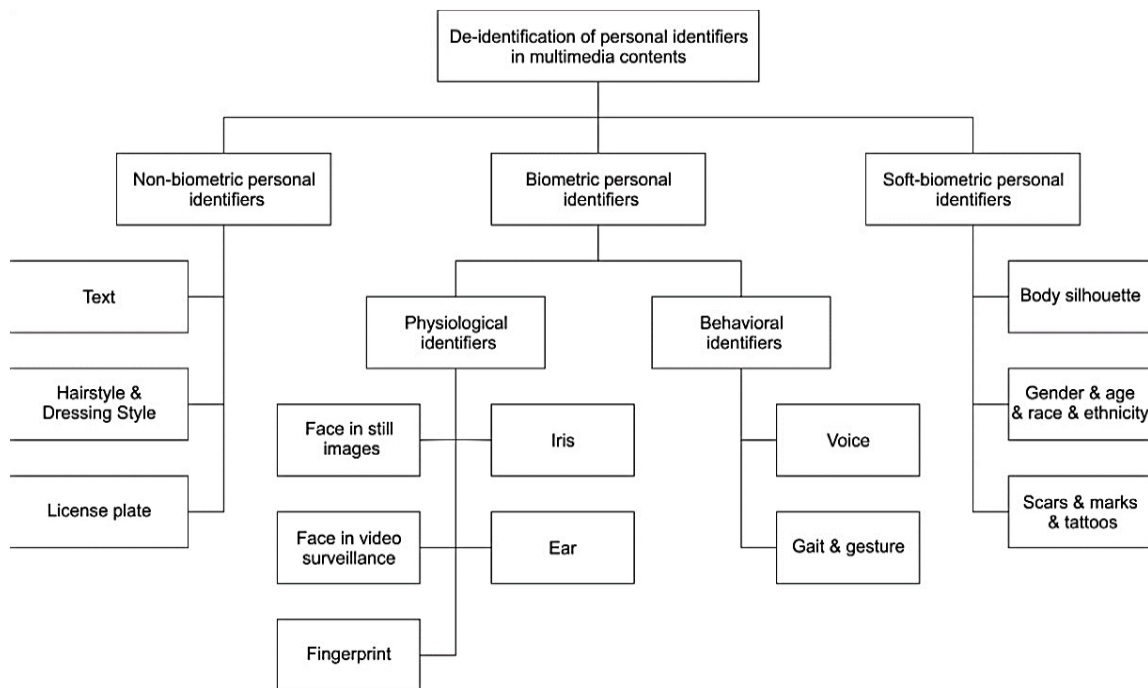 De-identification of personal identifiers
in multimedia contents
Non-biometric personal
identifiers
Biometric personal
identifiers
Soft-biometric personal
identifiers
Text
Hairstyle &
Dressing Style
License plate
Physiological
identifiers
Face in still
images
Iris
Face in video
surveillance
Ear
Fingerprint
Behavioral
identifiers
Voice
Gait & gesture
Body silhouette
Gender & age
& race & ethnicity
Scars & marks
& tattoos